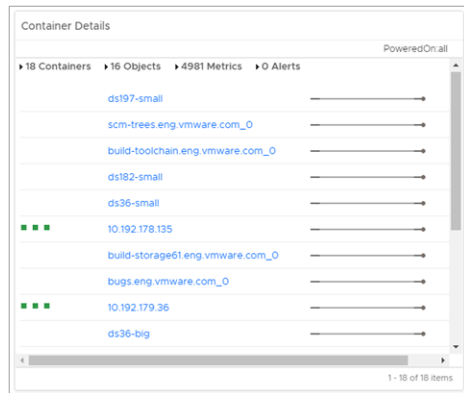 Container Details
PoweredOn:all
18 Containers 16 Objects 4981 Metrics 0 Alerts
ds197-small
scm-trees.eng.vmware.com_0
build-toolchain.eng.vmware.com_0
ds182-small
ds36-small
10.192.178.135
build-storage61.eng.vmware.com_0
bugs.eng.vmware.com_0
10.192.179.36
ds36-big
1 - 18 of 18 items